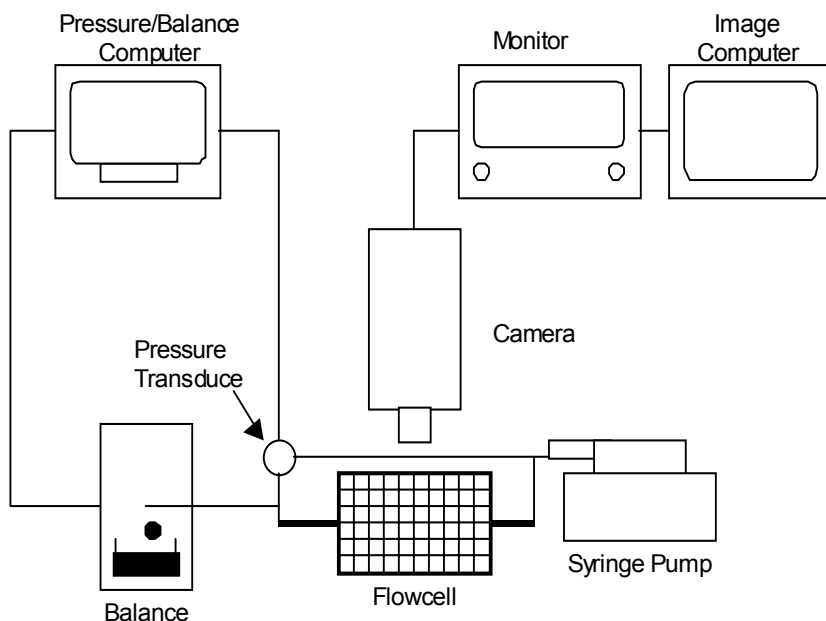 Pressure/Balance
Computer
Monitor
Image
Computer
Camera
Pressure
Transduce
Syringe Pump
Flowcell
Balance